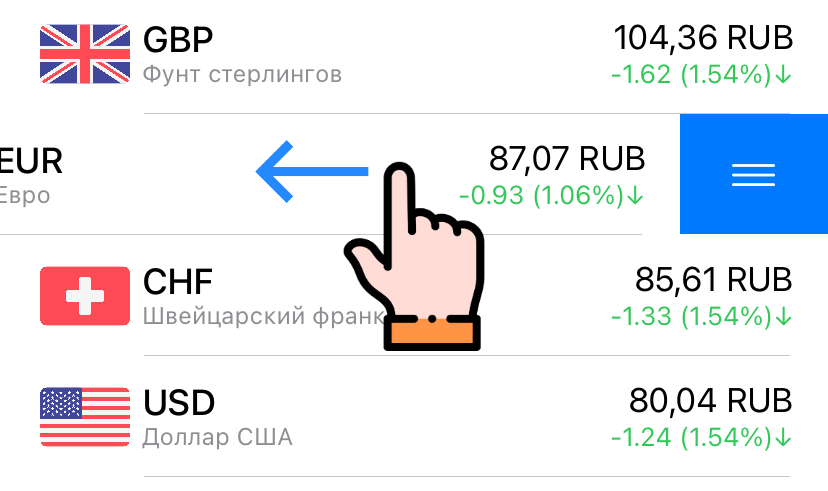 GBP 104,36 RUB
Фунт стерлингов -1.62 (1.54%)↓
EUR 87,07 RUB
Евро -0.93 (1.06%)↓
CHF 85,61 RUB
Швейцарский франк -1.33 (1.54%)↓
USD 80,04 RUB
Доллар США -1.24 (1.54%)↓